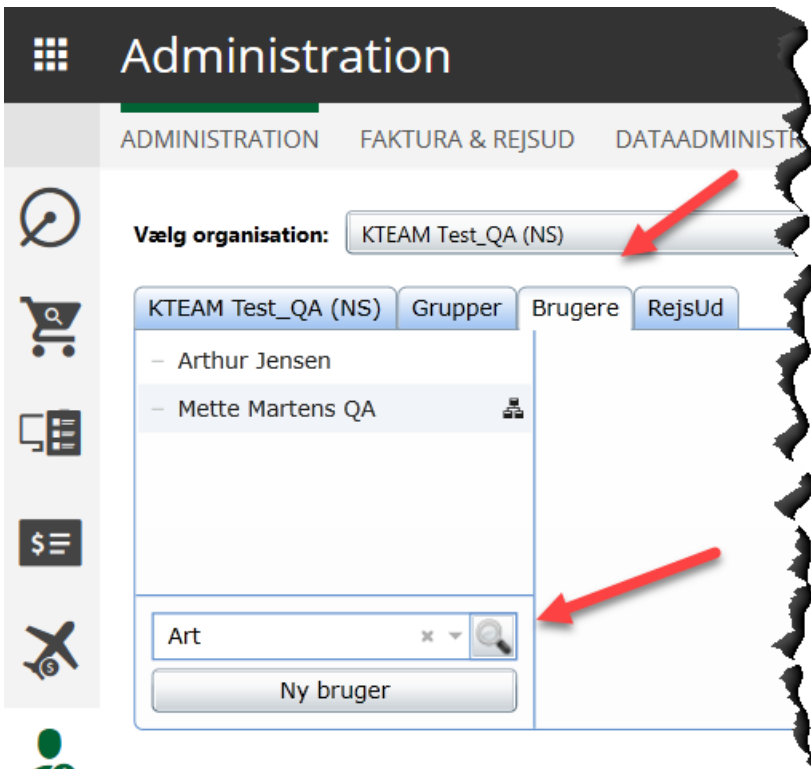 Administration
ADMINISTRATION FAKTURA & REJSUD DATAADMINISTR
Vælg organisation: KTEAM Test_QA (NS)
KTEAM Test_QA (NS) Grupper Brugere RejsUd
Arthur Jensen
Mette Martens QA
Art
Ny bruger